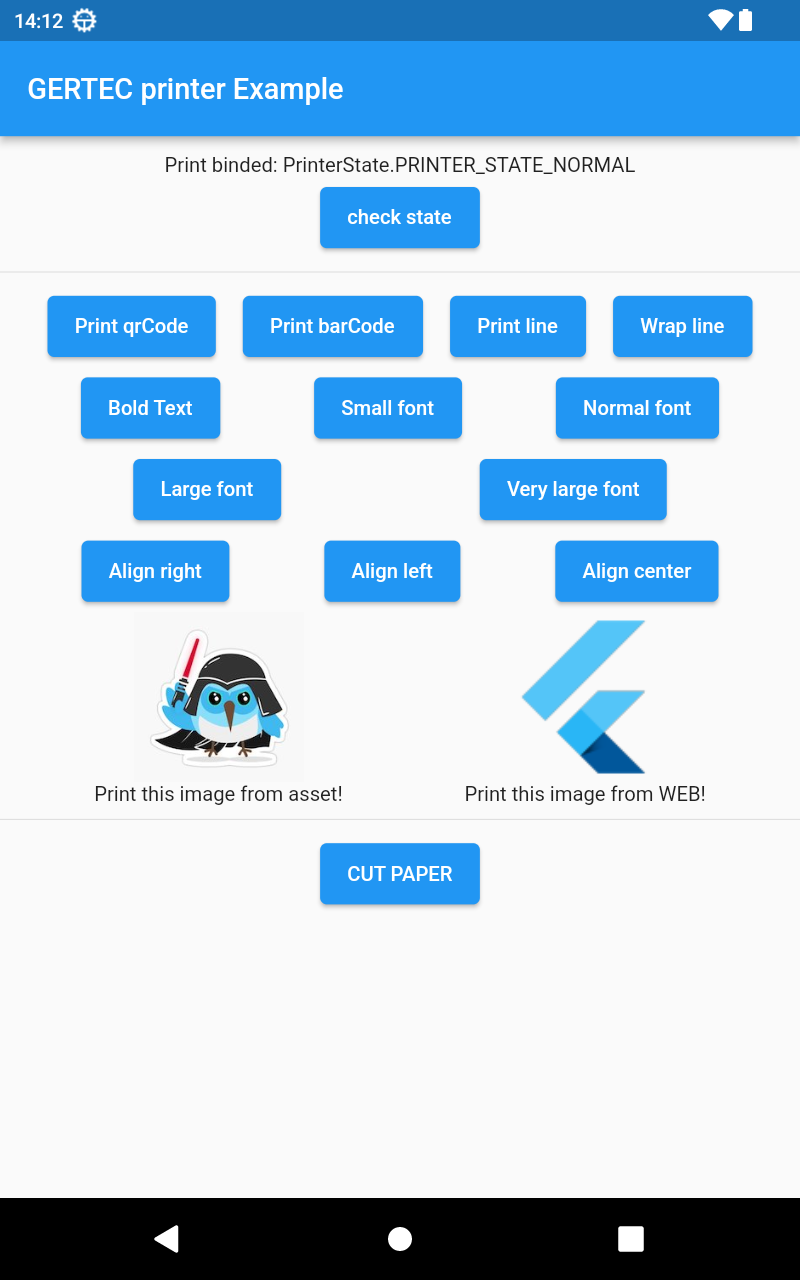 14:12
GERTEC printer Example
Print binded: PrinterState.PRINTER_STATE_NORMAL
check state
Print qrCode Print barCode Print line Wrap line
Bold Text Small font Normal font
Large font Very large font
Align right Align left Align center
Print this image from asset! Print this image from WEB!
CUT PAPER